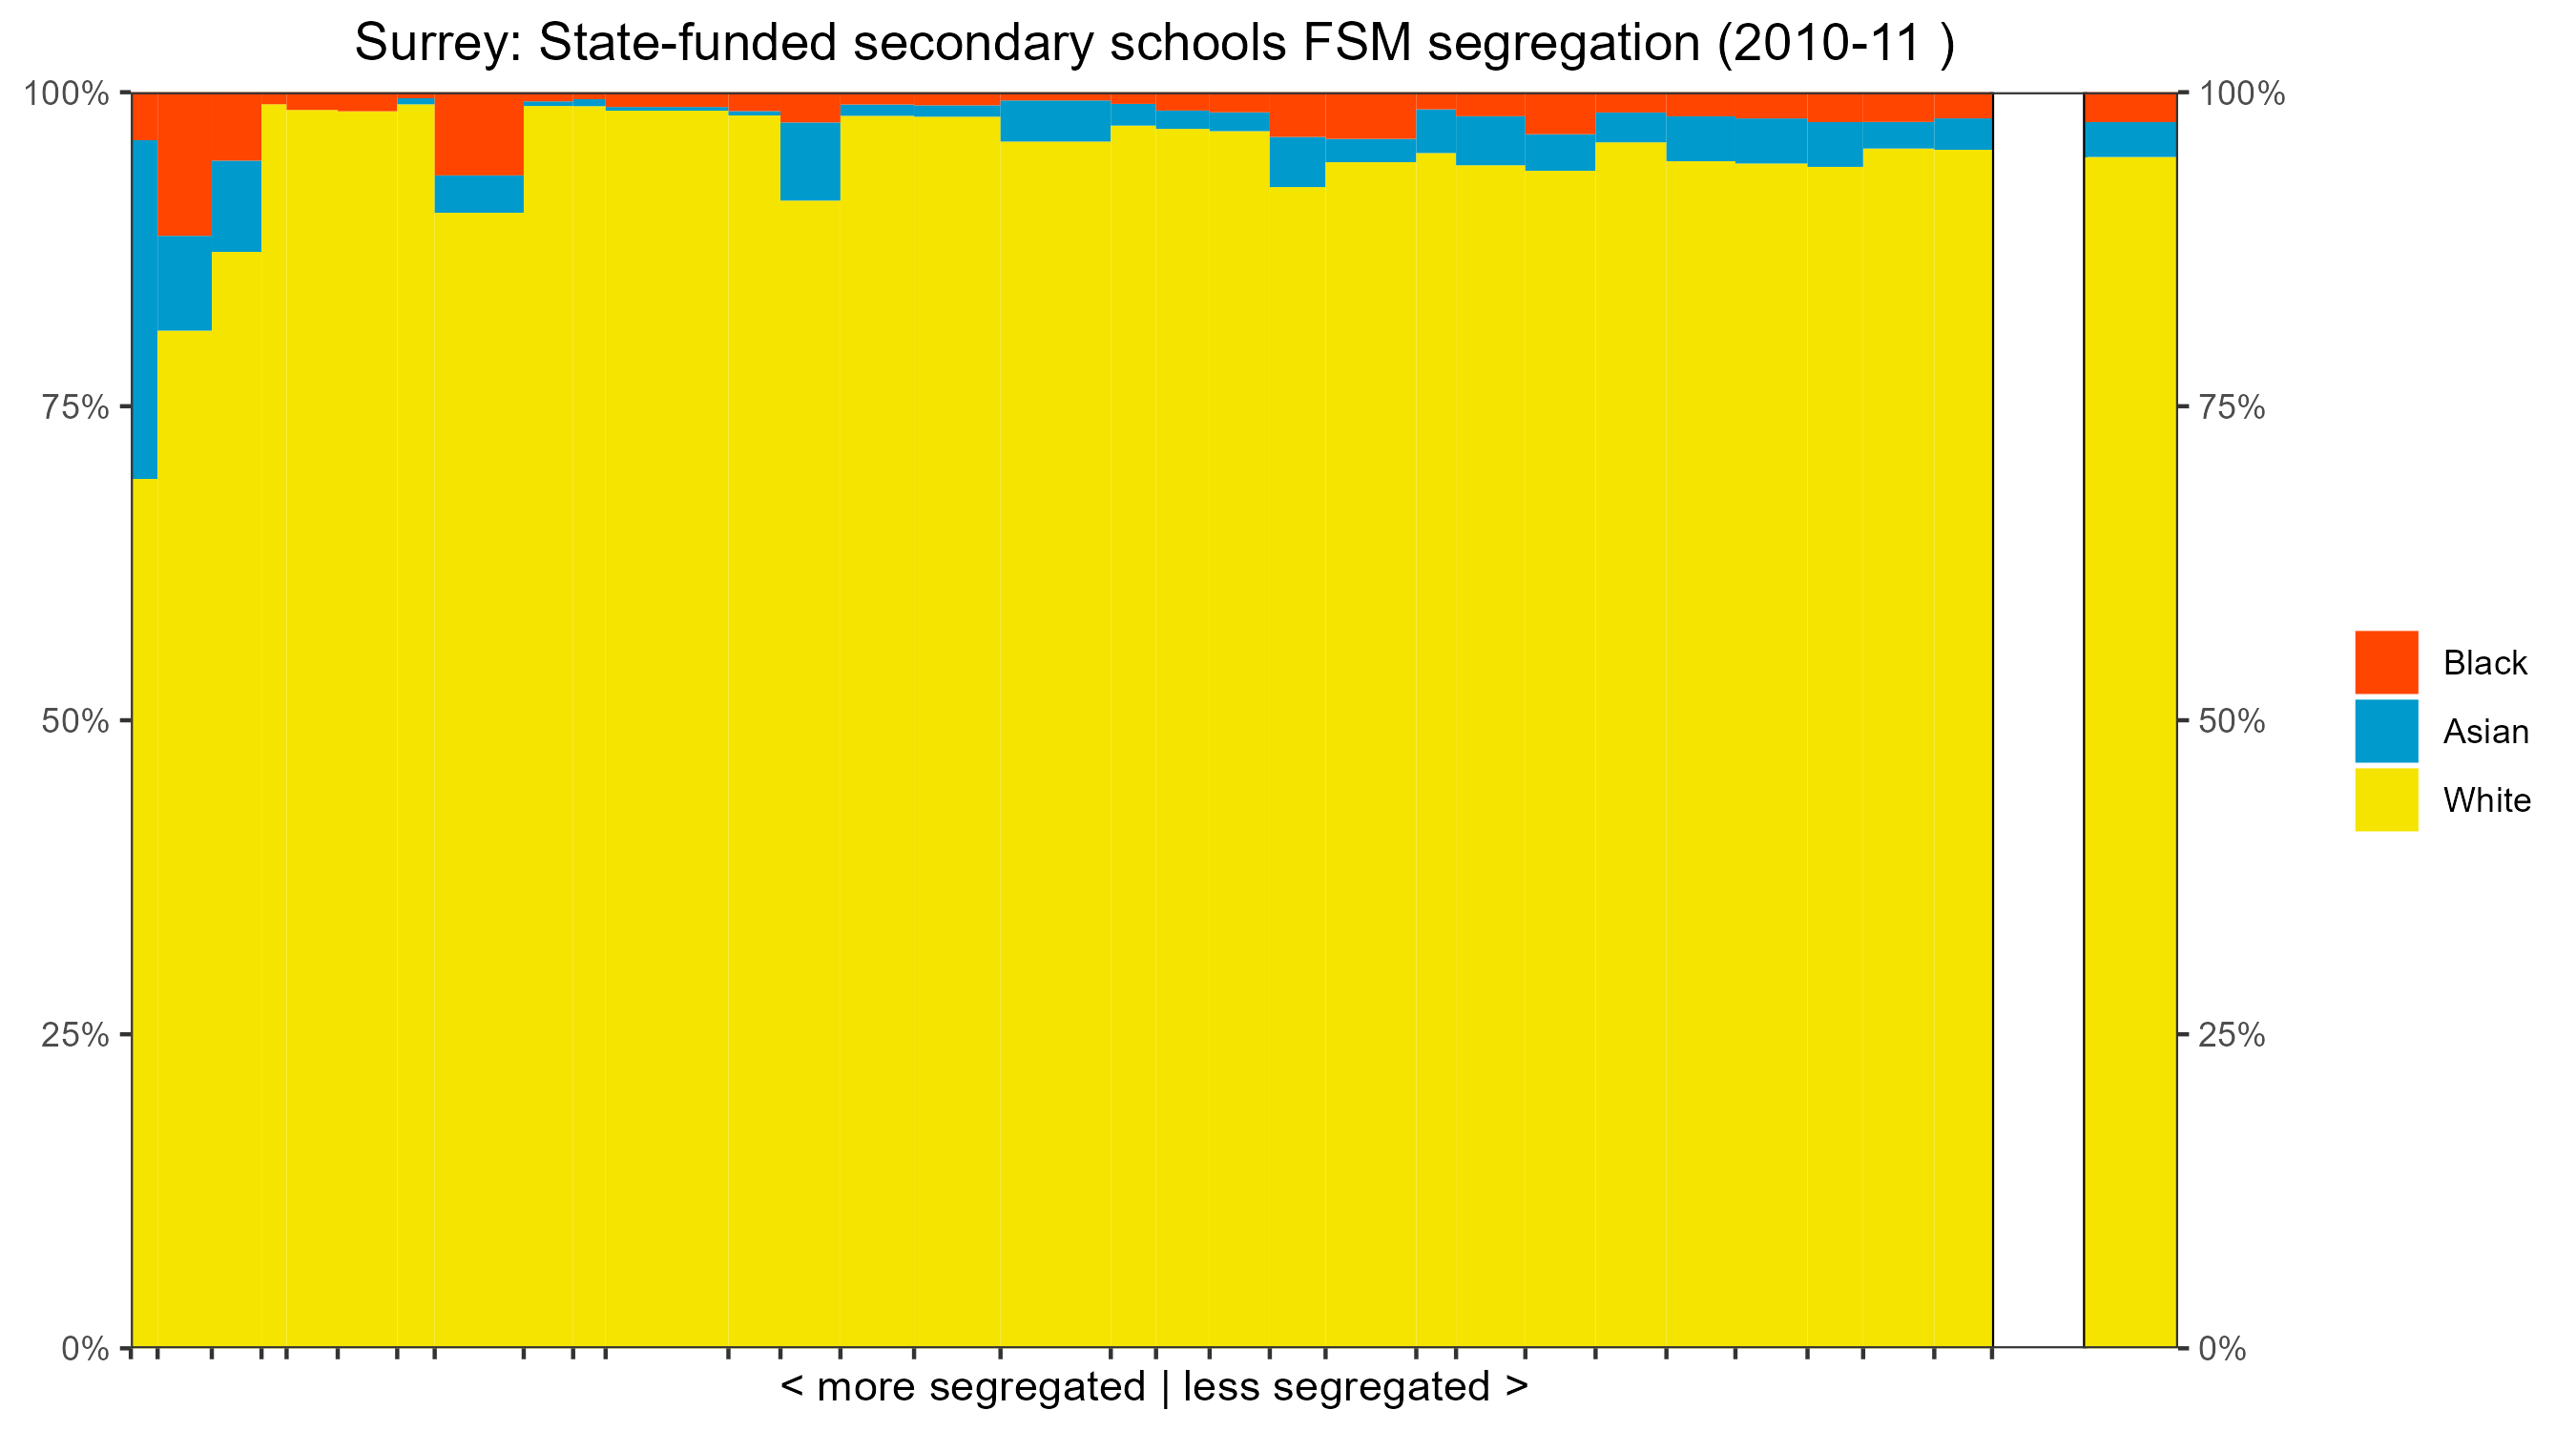 Surrey: State-funded secondary schools FSM segregation (2010-11 )
100%
75%
50%
25%
0%
100%
75%
50%
25%
0%
< more segregated | less segregated >
Black
Asian
White